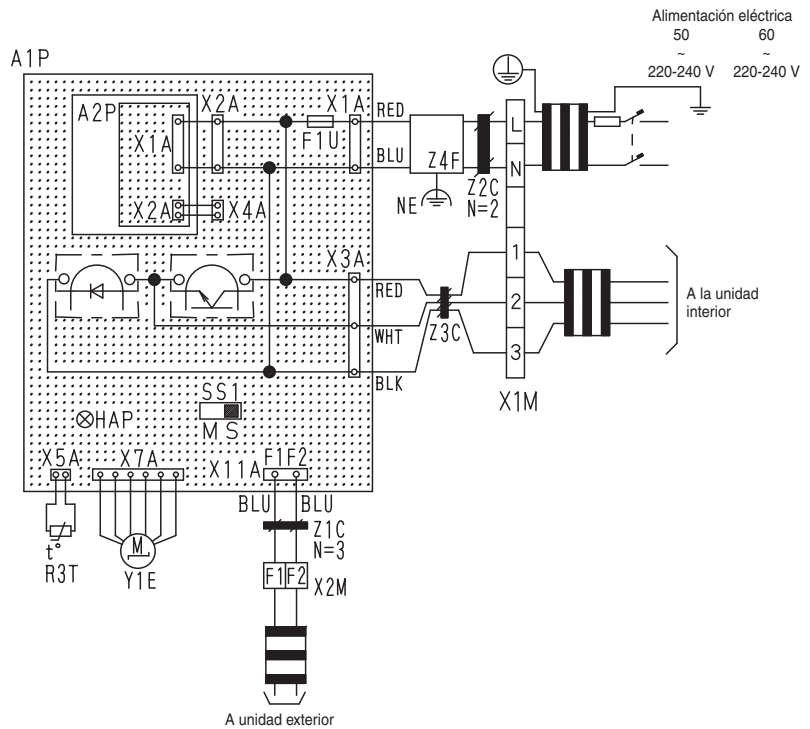 Alimentación eléctrica
50 60
~ ~
220-240 V 220-240 V
A1P
A2P X2A X1A RED
X1A F1U L
BLU Z4F N
Z2C
N=2
NE
X2A X4A
X3A 1
RED
2 A la unidad
interior
WHT Z3C
3
BLK
X1M
SS1
HAP M S
X5A X7A X11A F1F2
BLU BLU
Z1C
N=3
t° M
R3T Y1E F1 F2 X2M
A unidad exterior